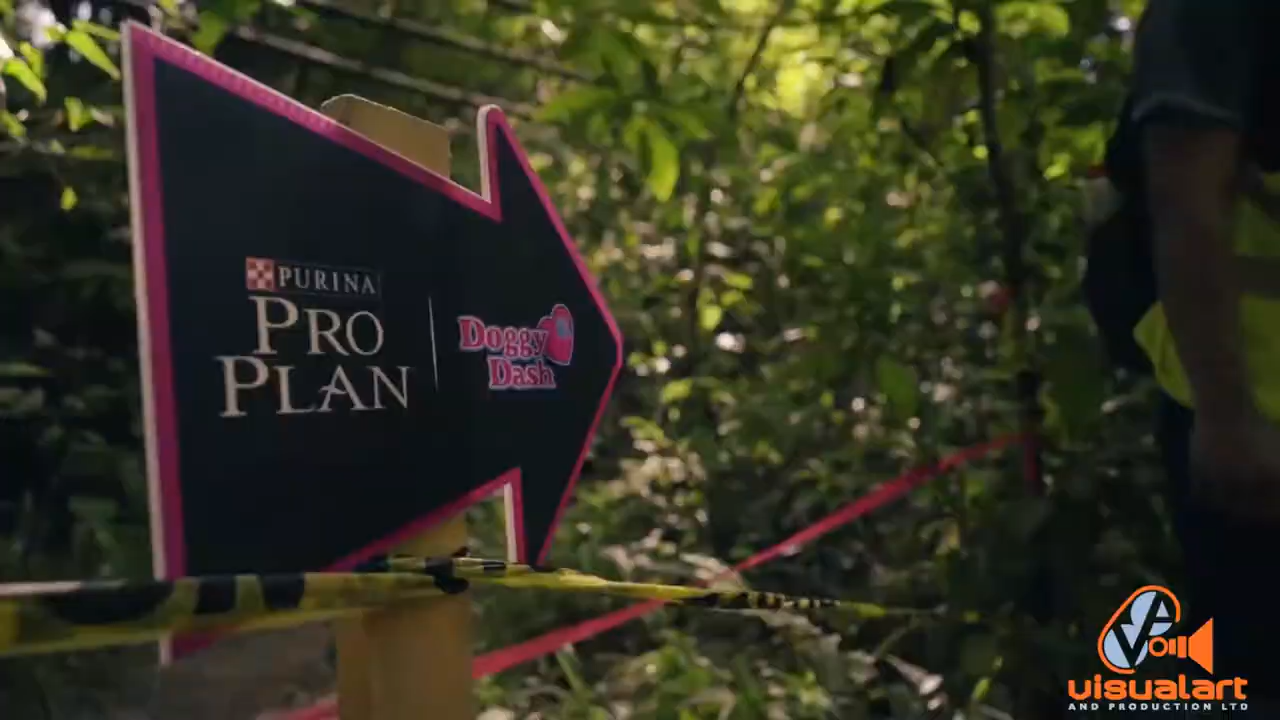 PURINA
PRO
PLAN
Doggy
Dash
visualart
AND PRODUCTION LTD